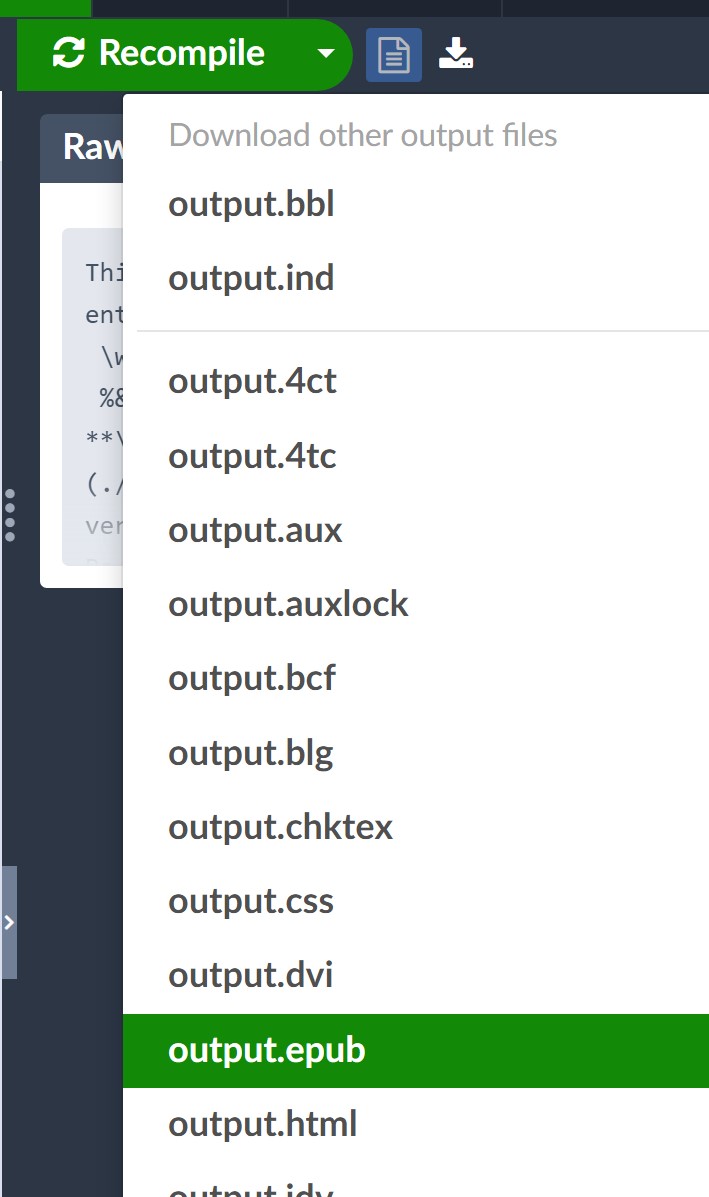 Recompile
Download other output files
output.bbl
output.ind
output.4ct
output.4tc
output.aux
output.auxlock
output.bcf
output.blg
output.chktex
output.css
output.dvi
output.epub
output.html
output.idv
Raw
Thi
ent
\w
%&
**\
(./
ver